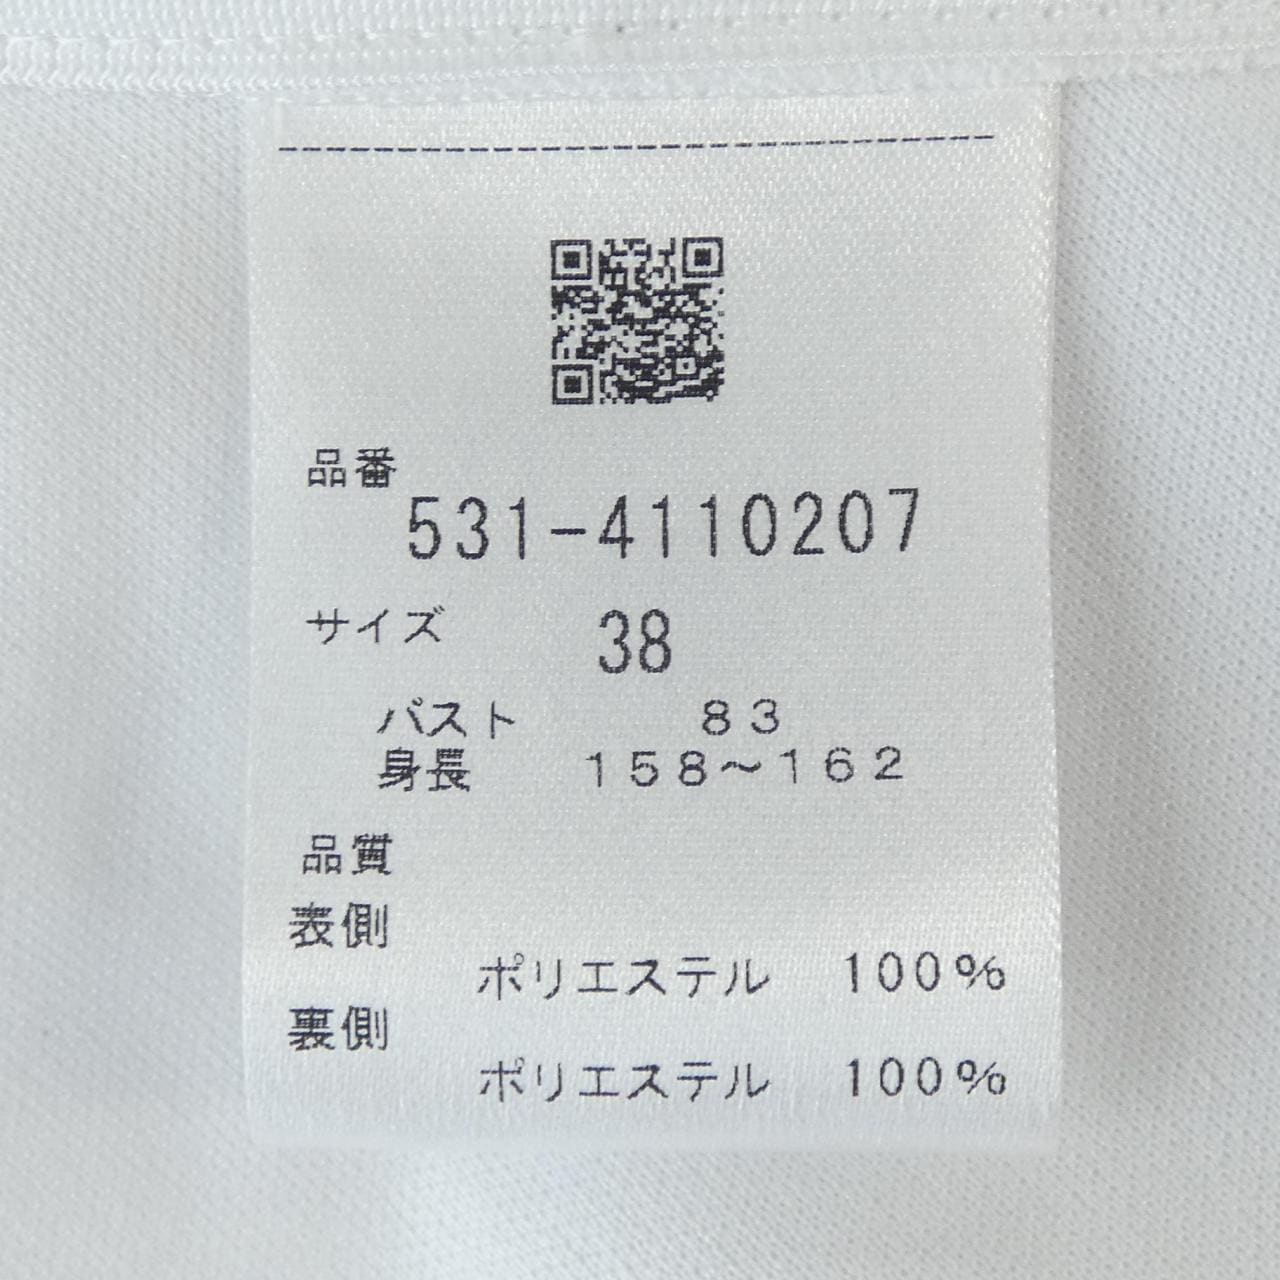 品番
531-4110207
サイズ 38
バスト 83
身長 158～162
品質
表側
ポリエステル 100%
裏側
ポリエステル 100%